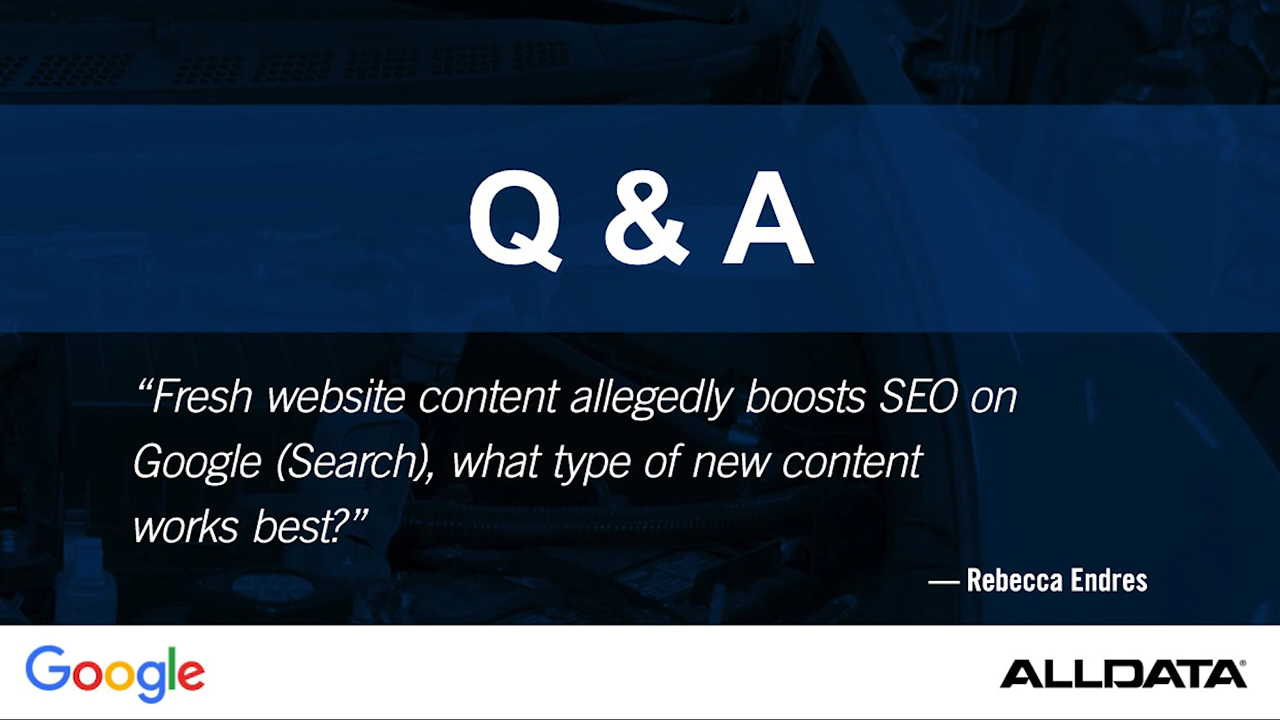 Q & A
“Fresh website content allegedly boosts SEO on
Google (Search), what type of new content
works best?”
— Rebecca Endres
Google
ALLDATA®